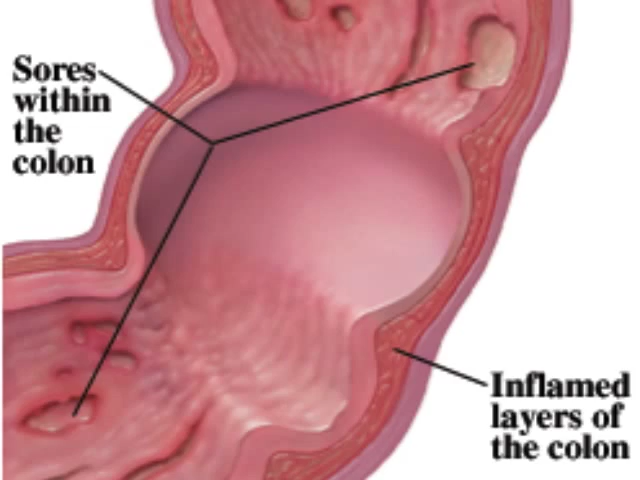 Sores
within
the
colon
Inflamed
layers of
the colon